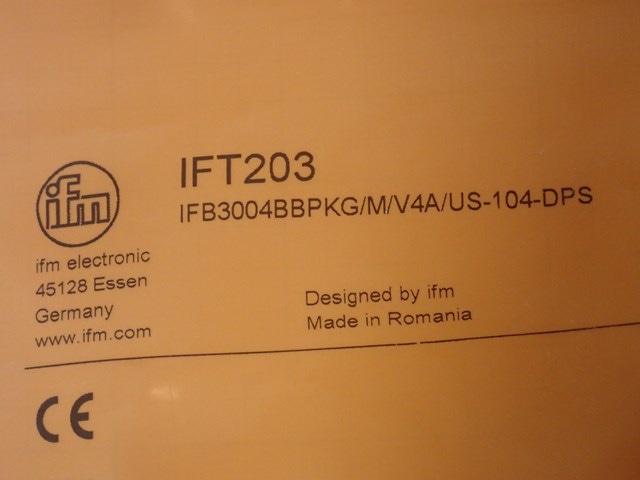 IFT203
IFB3004BBPKG/M/V4A/US-104-DPS
ifm
ifm electronic
45128 Essen
Germany
www.ifm.com
Designed by ifm
Made in Romania
CE